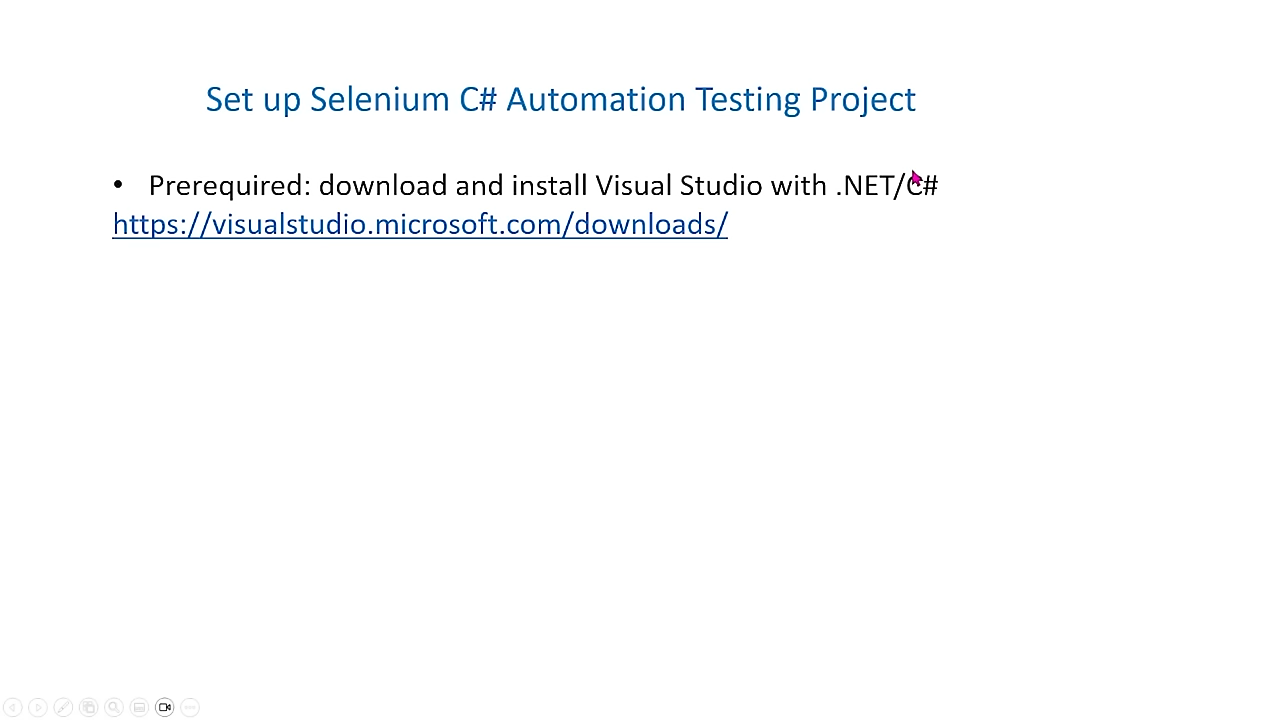 Set up Selenium C# Automation Testing Project
• Prerequired: download and install Visual Studio with .NET/C#
https://visualstudio.microsoft.com/downloads/